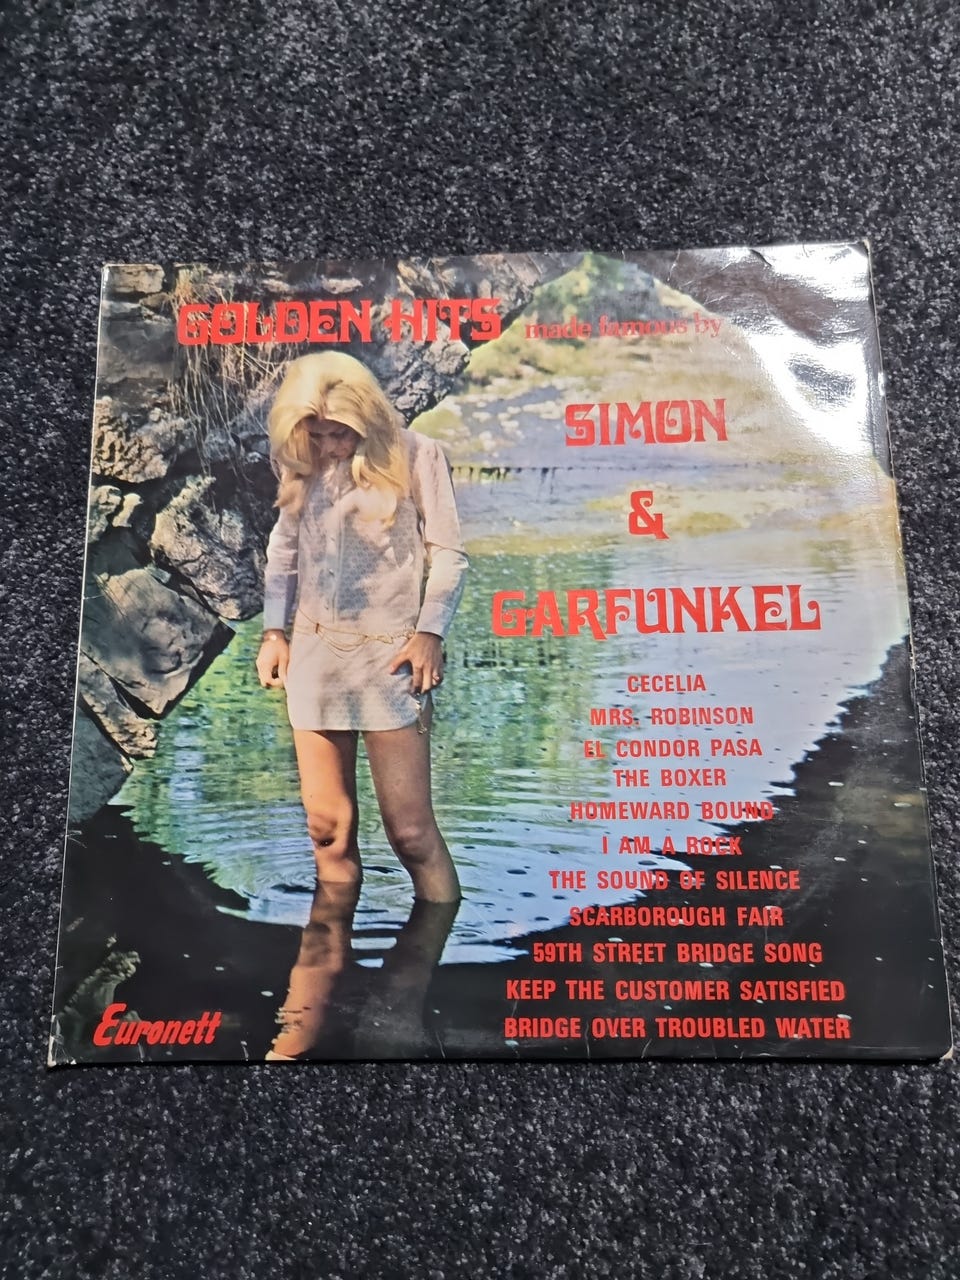 GOLDEN HITS made famous by
SIMON
&
GARFUNKEL
CECELIA
MRS. ROBINSON
EL CONDOR PASA
THE BOXER
HOMEWARD BOUND
I AM A ROCK
THE SOUND OF SILENCE
SCARBOROUGH FAIR
59TH STREET BRIDGE SONG
KEEP THE CUSTOMER SATISFIED
BRIDGE OVER TROUBLED WATER
Euronett